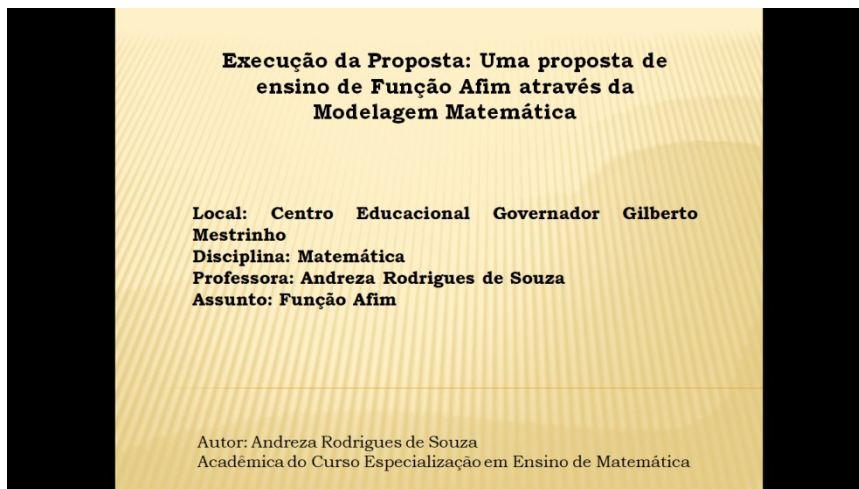 Execução da Proposta: Uma proposta de
ensino de Função Afim através da
Modelagem Matemática
Local: Centro Educacional Governador Gilberto
Mestrinho
Disciplina: Matemática
Professora: Andreza Rodrigues de Souza
Assunto: Função Afim
Autor: Andreza Rodrigues de Souza
Acadêmica do Curso Especialização em Ensino de Matemática